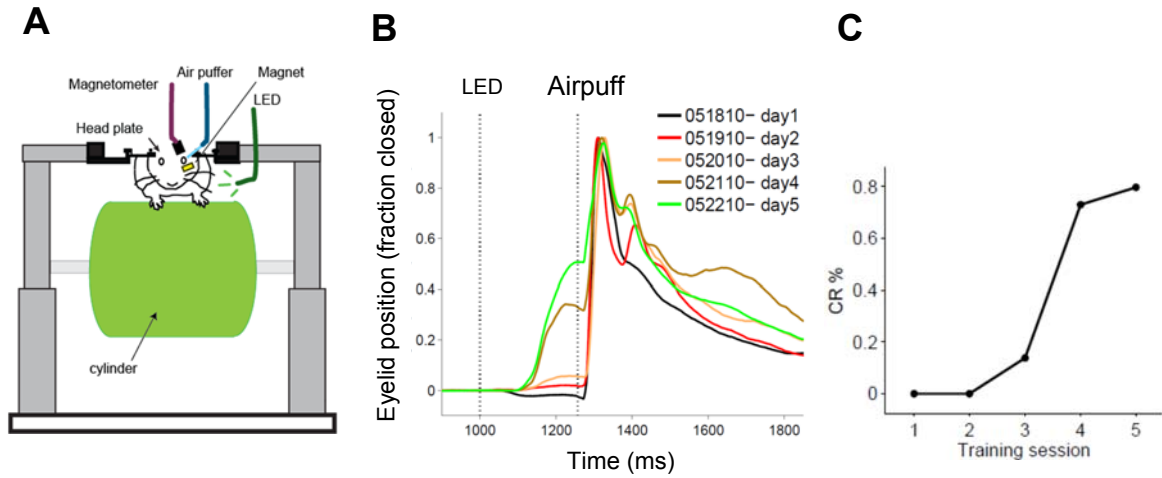 A
Magnetometer
Air puffer
Magnet
LED
Head plate
cylinder
B
LED
Airpuff
051810- day1
051910- day2
052010- day3
052110- day4
052210- day5
1
0.8
0.6
0.4
0.2
0
Eyelid position (fraction closed)
1000 1200 1400 1600 1800
Time (ms)
C
0.8
0.6
0.4
0.2
0
CR %
1 2 3 4 5
Training session